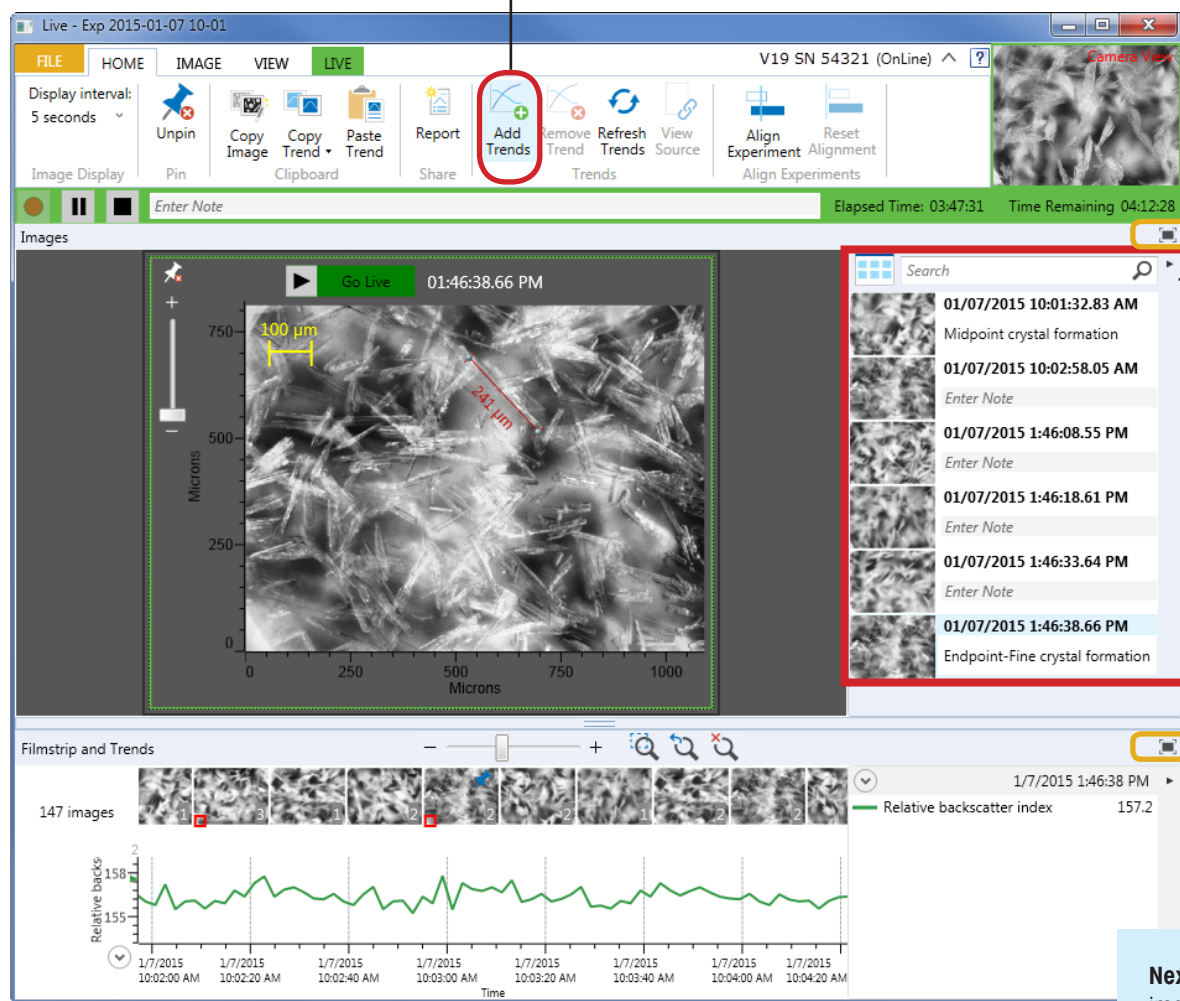 Live - Exp 2015-01-07 10-01
FILE HOME IMAGE VIEW LIVE
V19 SN 54321 (OnLine)
?
Camera View
Display interval:
5 seconds
Unpin
Copy Image
Copy Trend
Paste Trend
Report
Add Trends
Remove Trend
Refresh Trends
View Source
Align Experiment
Reset Alignment
Image Display
Pin
Clipboard
Share
Trends
Align Experiments
Enter Note
Elapsed Time: 03:47:31
Time Remaining 04:12:28
Images
Go Live
01:46:38.66 PM
+
−
100 µm
241 µm
750
500
250
0
Microns
0 250 500 750 1000
Microns
Search
01/07/2015 10:01:32.83 AM
Midpoint crystal formation
01/07/2015 10:02:58.05 AM
Enter Note
01/07/2015 1:46:08.55 PM
Enter Note
01/07/2015 1:46:18.61 PM
Enter Note
01/07/2015 1:46:33.64 PM
Enter Note
01/07/2015 1:46:38.66 PM
Endpoint-Fine crystal formation
Filmstrip and Trends
− +
147 images
1 3 1 2 2 2 1 2 2
1/7/2015 1:46:38 PM
Relative backscatter index 157.2
2
158
155
Relative backs
1/7/2015 1/7/2015 1/7/2015 1/7/2015 1/7/2015 1/7/2015 1/7/2015 1/7/2015
10:02:00 AM 10:02:20 AM 10:02:40 AM 10:03:00 AM 10:03:20 AM 10:03:40 AM 10:04:00 AM 10:04:20 AM
Time
Nex